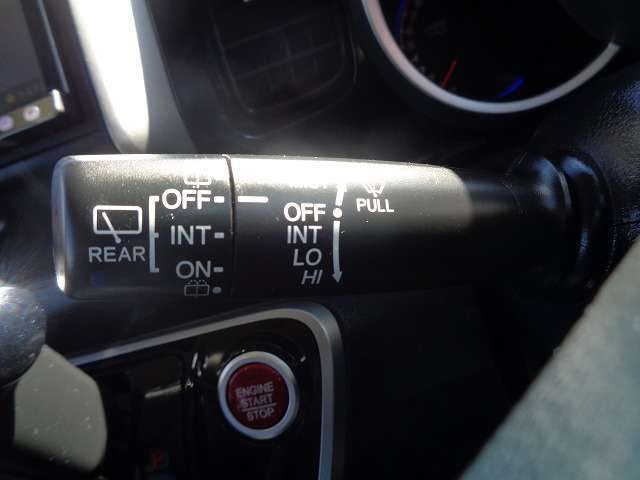 REAR
OFF
INT
ON
OFF
INT
LO
HI
PULL
ENGINE
START
STOP